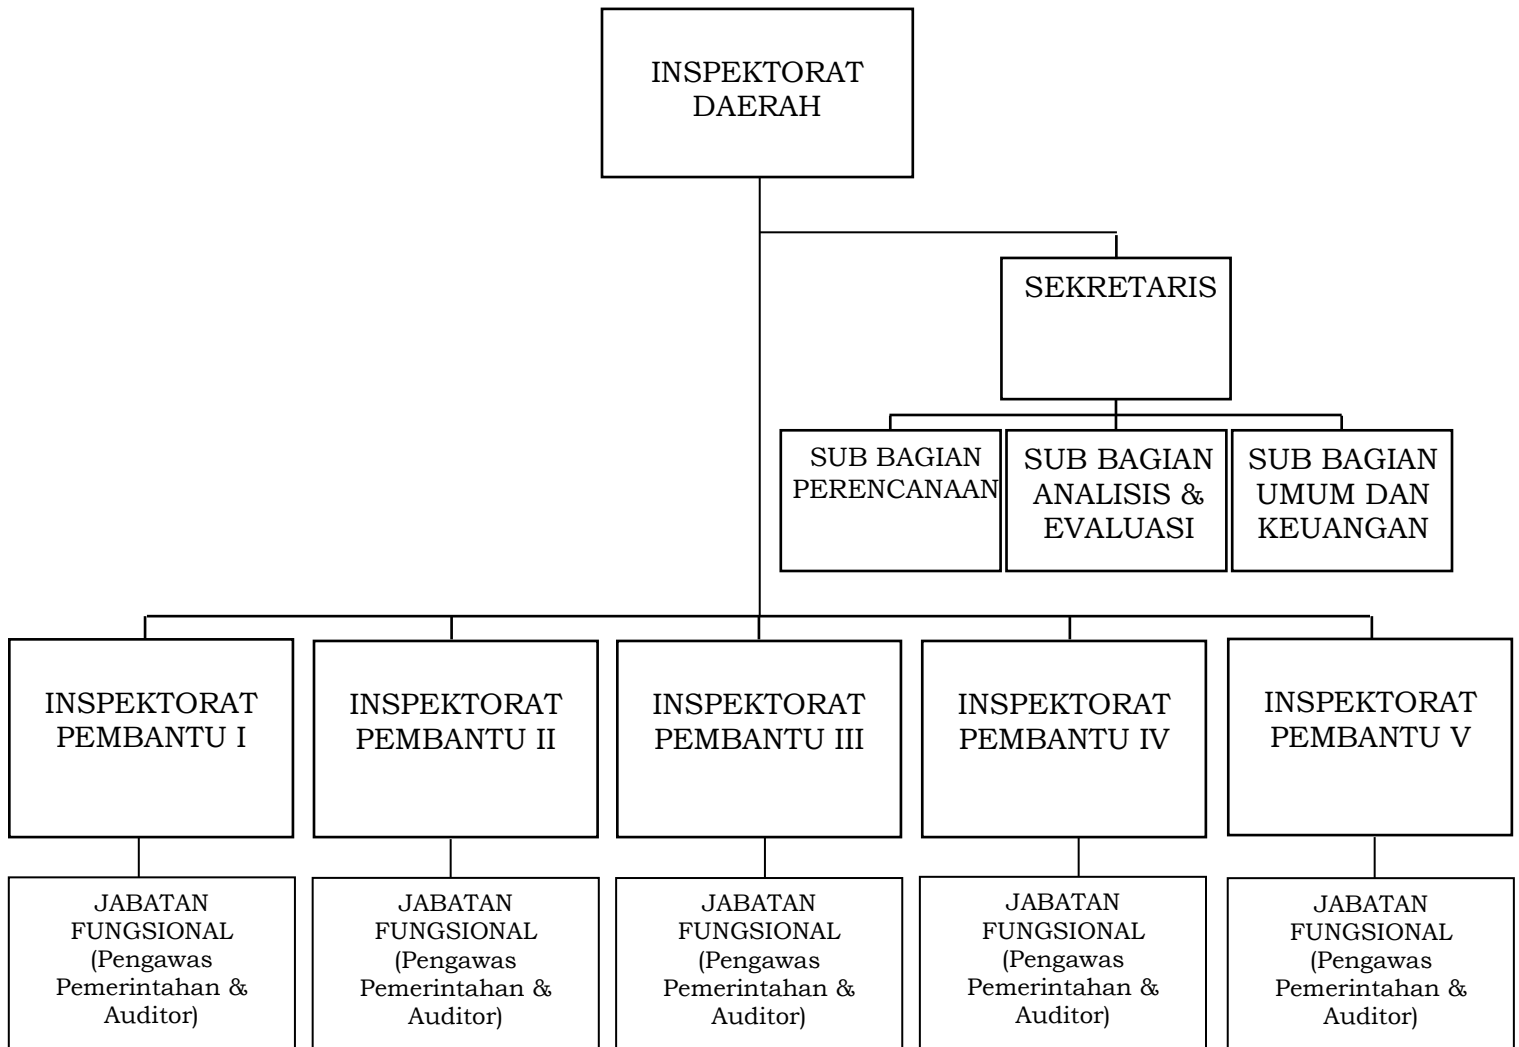 INSPEKTORAT
DAERAH
SEKRETARIS
SUB BAGIAN
PERENCANAAN
SUB BAGIAN
ANALISIS &
EVALUASI
SUB BAGIAN
UMUM DAN
KEUANGAN
INSPEKTORAT
PEMBANTU I
INSPEKTORAT
PEMBANTU II
INSPEKTORAT
PEMBANTU III
INSPEKTORAT
PEMBANTU IV
INSPEKTORAT
PEMBANTU V
JABATAN
FUNGSIONAL
(Pengawas
Pemerintahan &
Auditor)
JABATAN
FUNGSIONAL
(Pengawas
Pemerintahan &
Auditor)
JABATAN
FUNGSIONAL
(Pengawas
Pemerintahan &
Auditor)
JABATAN
FUNGSIONAL
(Pengawas
Pemerintahan &
Auditor)
JABATAN
FUNGSIONAL
(Pengawas
Pemerintahan &
Auditor)